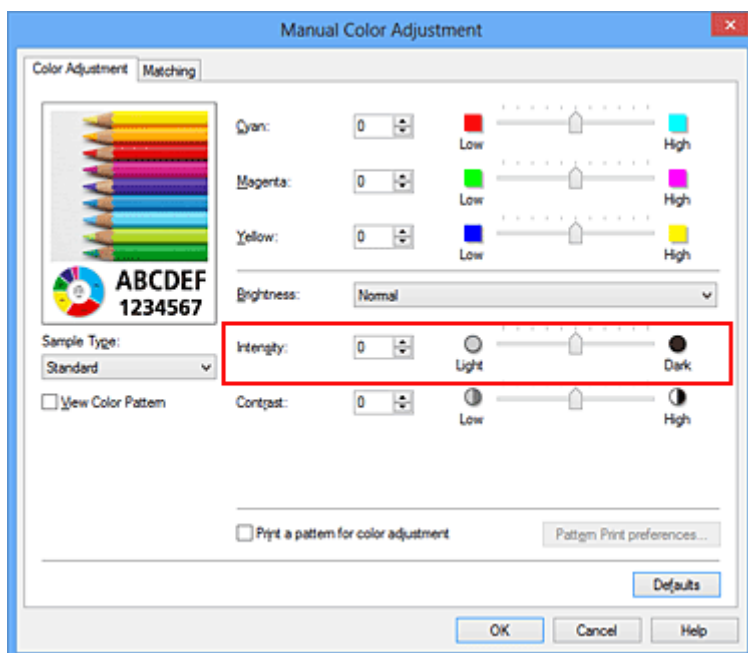 Manual Color Adjustment
Color Adjustment
Matching
Cyan: 0
Low
High
Magenta: 0
Low
High
Yellow: 0
Low
High
ABCDEF
1234567
Brightness: Normal
Sample Type:
Standard
Intensity: 0
Light
Dark
View Color Pattern
Contrast: 0
Low
High
Print a pattern for color adjustment
Pattern Print preferences...
Defaults
OK
Cancel
Help